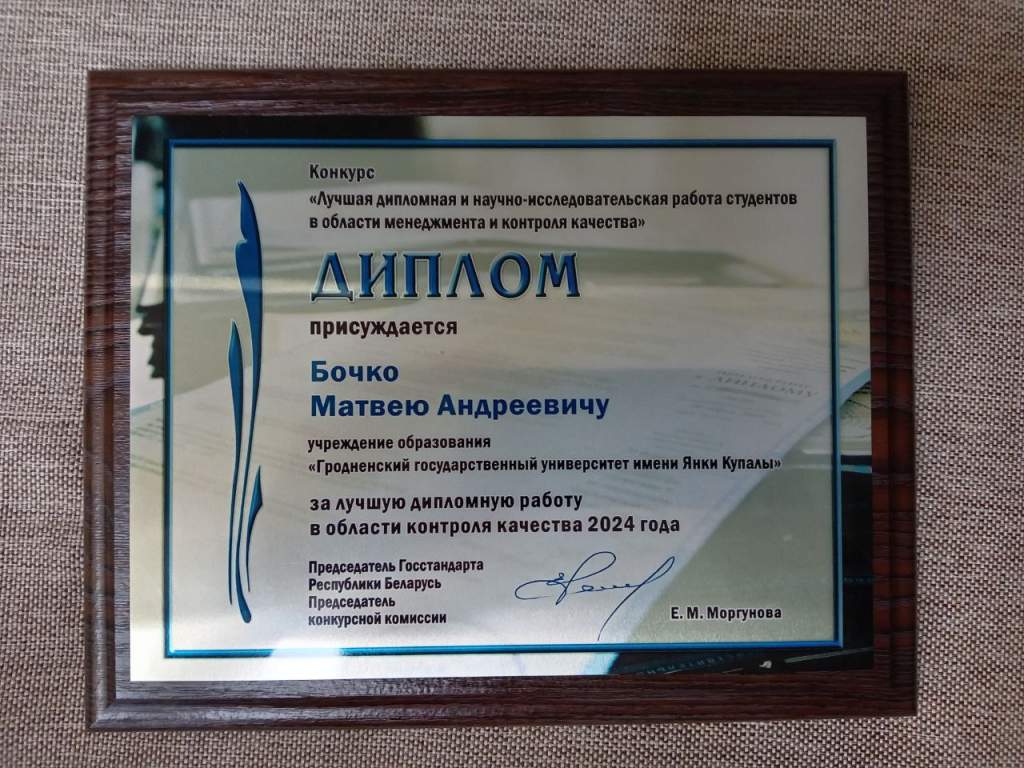 Конкурс
«Лучшая дипломная и научно-исследовательская работа студентов
в области менеджмента и контроля качества»
ДИПЛОМ
присуждается
Бочко
Матвею Андреевичу
учреждение образования
«Гродненский государственный университет имени Янки Купалы»
за лучшую дипломную работу
в области контроля качества 2024 года
Председатель Госстандарта
Республики Беларусь
Председатель
конкурсной комиссии
Е. М. Моргунова